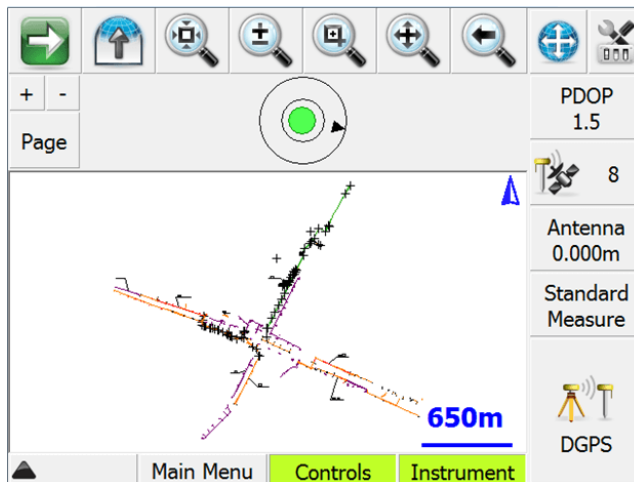 + -
Page
PDOP
1.5
8
Antenna
0.000m
Standard
Measure
650m
DGPS
Main Menu Controls Instrument